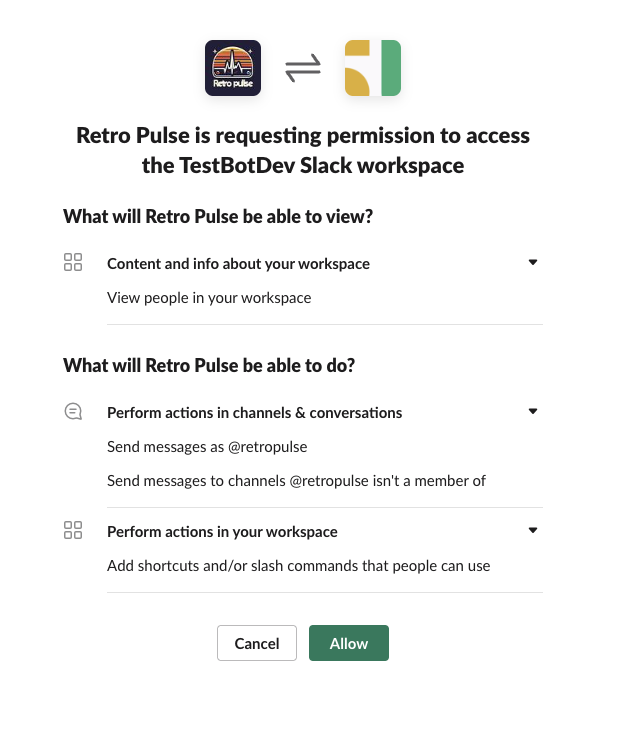 Retro pulse
Retro Pulse is requesting permission to access
the TestBotDev Slack workspace
What will Retro Pulse be able to view?
Content and info about your workspace
View people in your workspace
What will Retro Pulse be able to do?
Perform actions in channels & conversations
Send messages as @retropulse
Send messages to channels @retropulse isn't a member of
Perform actions in your workspace
Add shortcuts and/or slash commands that people can use
Cancel
Allow